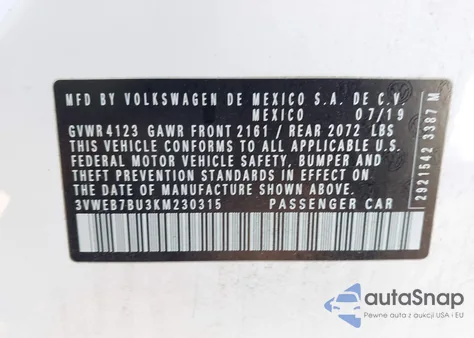 MFD BY VOLKSWAGEN DE MEXICO S.A. DE C.V.
MEXICO 07/19
GVWR 4123 GAWR FRONT 2161 / REAR 2072 LBS
THIS VEHICLE CONFORMS TO ALL APPLICABLE U.S.
FEDERAL MOTOR VEHICLE SAFETY, BUMPER AND
THEFT PREVENTION STANDARDS IN EFFECT ON THE
DATE OF MANUFACTURE SHOWN ABOVE.
3VWEB7BU3KM230315 PASSENGER CAR
2921542 3387 M
autoSnap
Pewne auta z aukcji USA i EU